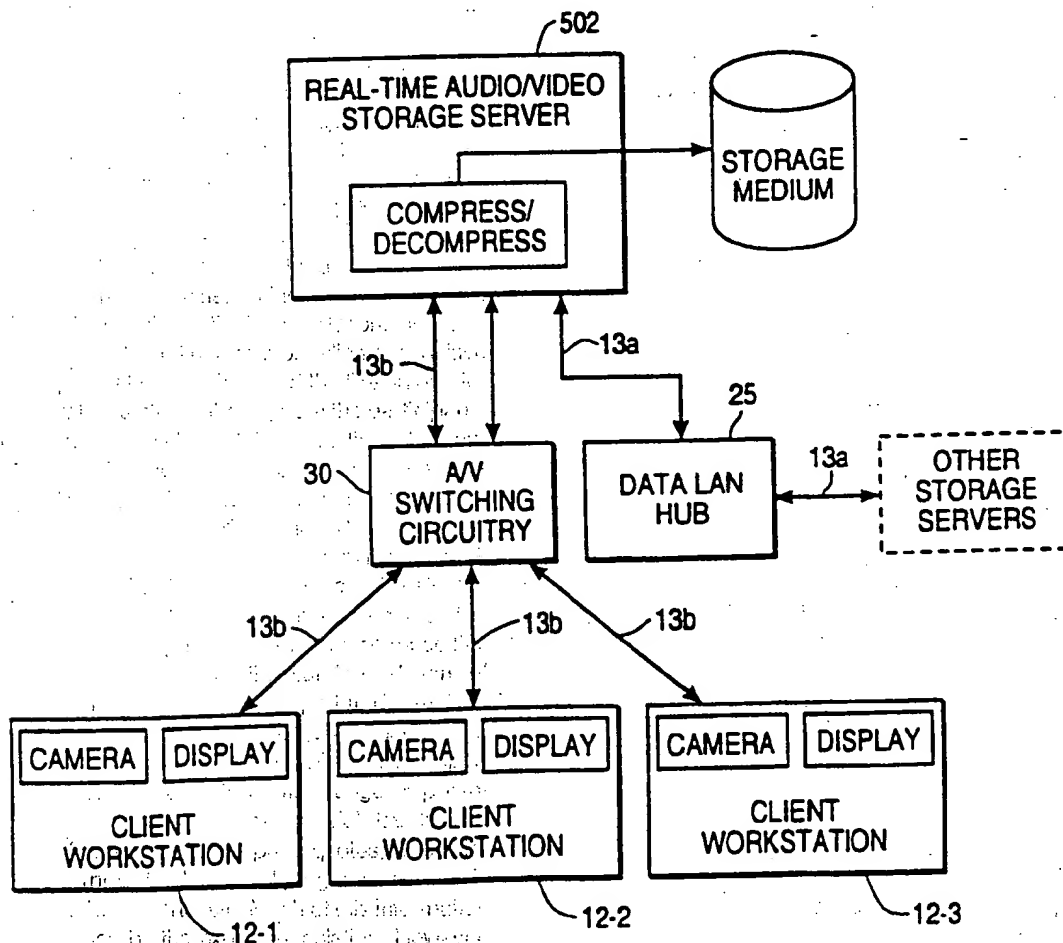 502
REAL-TIME AUDIO/VIDEO
STORAGE SERVER
COMPRESS/
DECOMPRESS
STORAGE
MEDIUM
13b
13a
25
30
A/V
SWITCHING
CIRCUITRY
DATA LAN
HUB
13a
OTHER
STORAGE
SERVERS
13b
13b
13b
CAMERA
DISPLAY
CLIENT
WORKSTATION
CAMERA
DISPLAY
CLIENT
WORKSTATION
CAMERA
DISPLAY
CLIENT
WORKSTATION
12-1
12-2
12-3